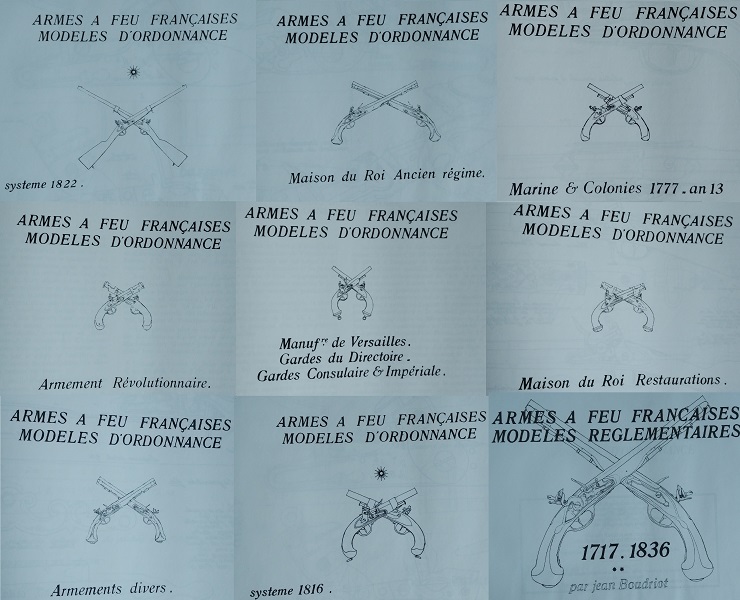 ARMES A FEU FRANÇAISES
MODELES D'ORDONNANCE
systeme 1822.
ARMES A FEU FRANÇAISES
MODELES D'ORDONNANCE
Maison du Roi Ancien régime.
ARMES A FEU FRANÇAISES
MODELES D'ORDONNANCE
Marine & Colonies 1777_an 13
ARMES A FEU FRANÇAISES
MODELES D'ORDONNANCE
Armement Révolutionnaire.
ARMES A FEU FRANÇAISES
MODELES D'ORDONNANCE
Manufre de Versailles.
Gardes du Directoire.
Gardes Consulaire & Impériale.
ARMES A FEU FRANÇAISES
MODELES D'ORDONNANCE
Maison du Roi Restaurations.
ARMES A FEU FRANÇAISES
MODELES D'ORDONNANCE
Armements divers.
ARMES A FEU FRANÇAISES
MODELES D'ORDONNANCE
systeme 1816.
ARMES A FEU FRANCAISES
MODELES REGLEMENTAIRES
1717.1836
par jean Boudriot